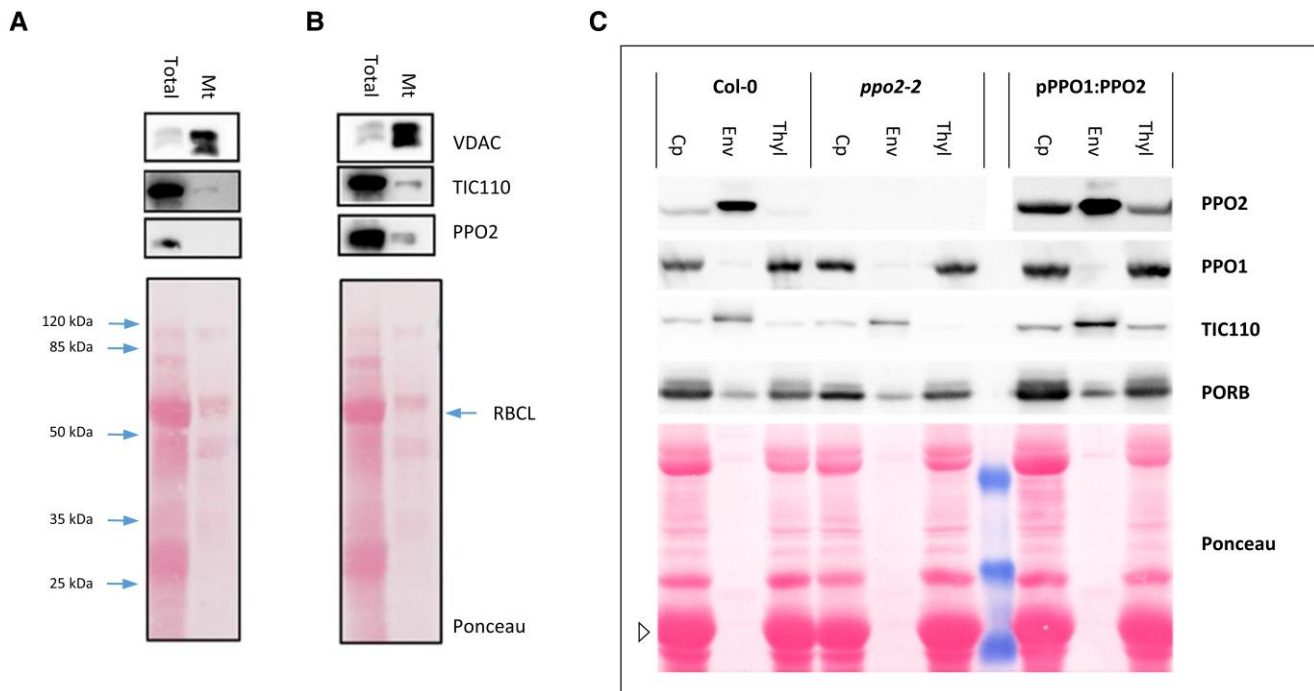 A
B
C
Total
Mt
Total
Mt
VDAC
TIC110
PPO2
120 kDa
85 kDa
50 kDa
35 kDa
25 kDa
RBCL
Ponceau
Col-0
ppo2-2
pPPO1:PPO2
Cp
Env
Thyl
Cp
Env
Thyl
Cp
Env
Thyl
PPO2
PPO1
TIC110
PORB
Ponceau